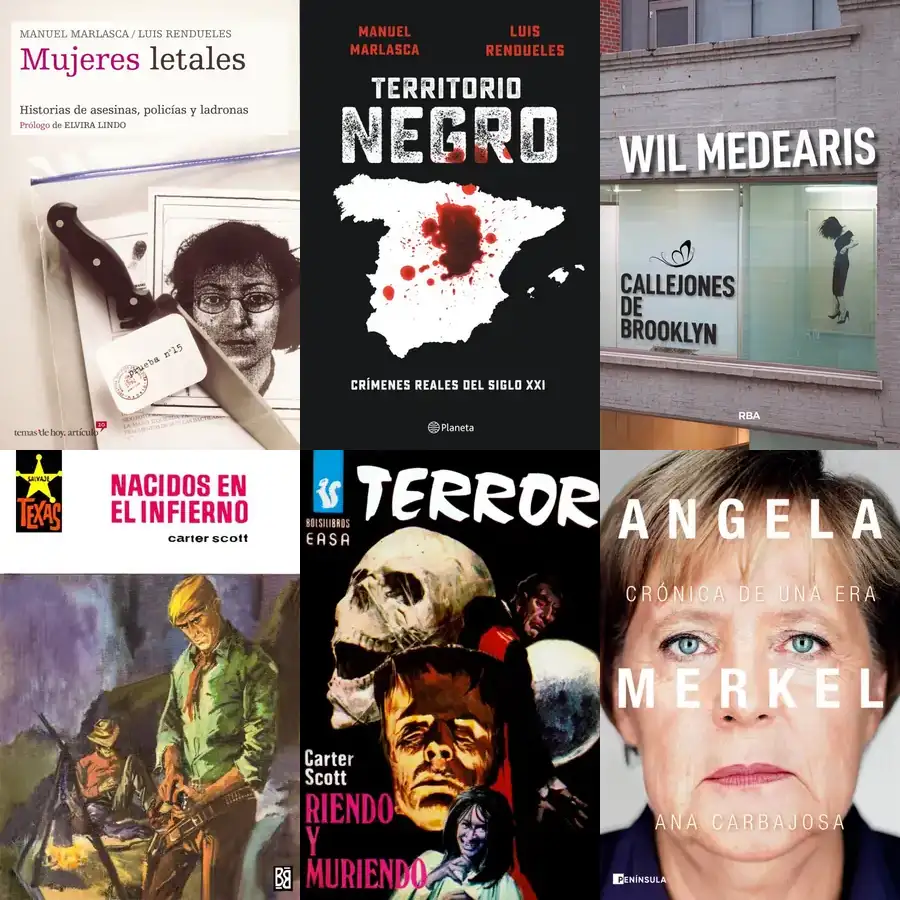 MANUEL MARLASCA / LUIS RENDUELES
Mujeres letales
Historias de asesinas, policías y ladronas
Prólogo de ELVIRA LINDO
prueba nº15
temas de hoy. artículo 20
MANUEL
MARLASCA
LUIS
RENDUELES
TERRITORIO
NEGRO
CRÍMENES REALES DEL SIGLO XXI
Planeta
WIL MEDEARIS
CALLEJONES
DE
BROOKLYN
RBA
SALVAJE
TEXAS
NACIDOS EN
EL INFIERNO
carter scott
B
BOLSILIBROS
EASA
TERROR
Carter
Scott
RIENDO
Y
MURIENDO
ANGELA
CRÓNICA DE UNA ERA
MERKEL
ANA CARBAJOSA
PENÍNSULA